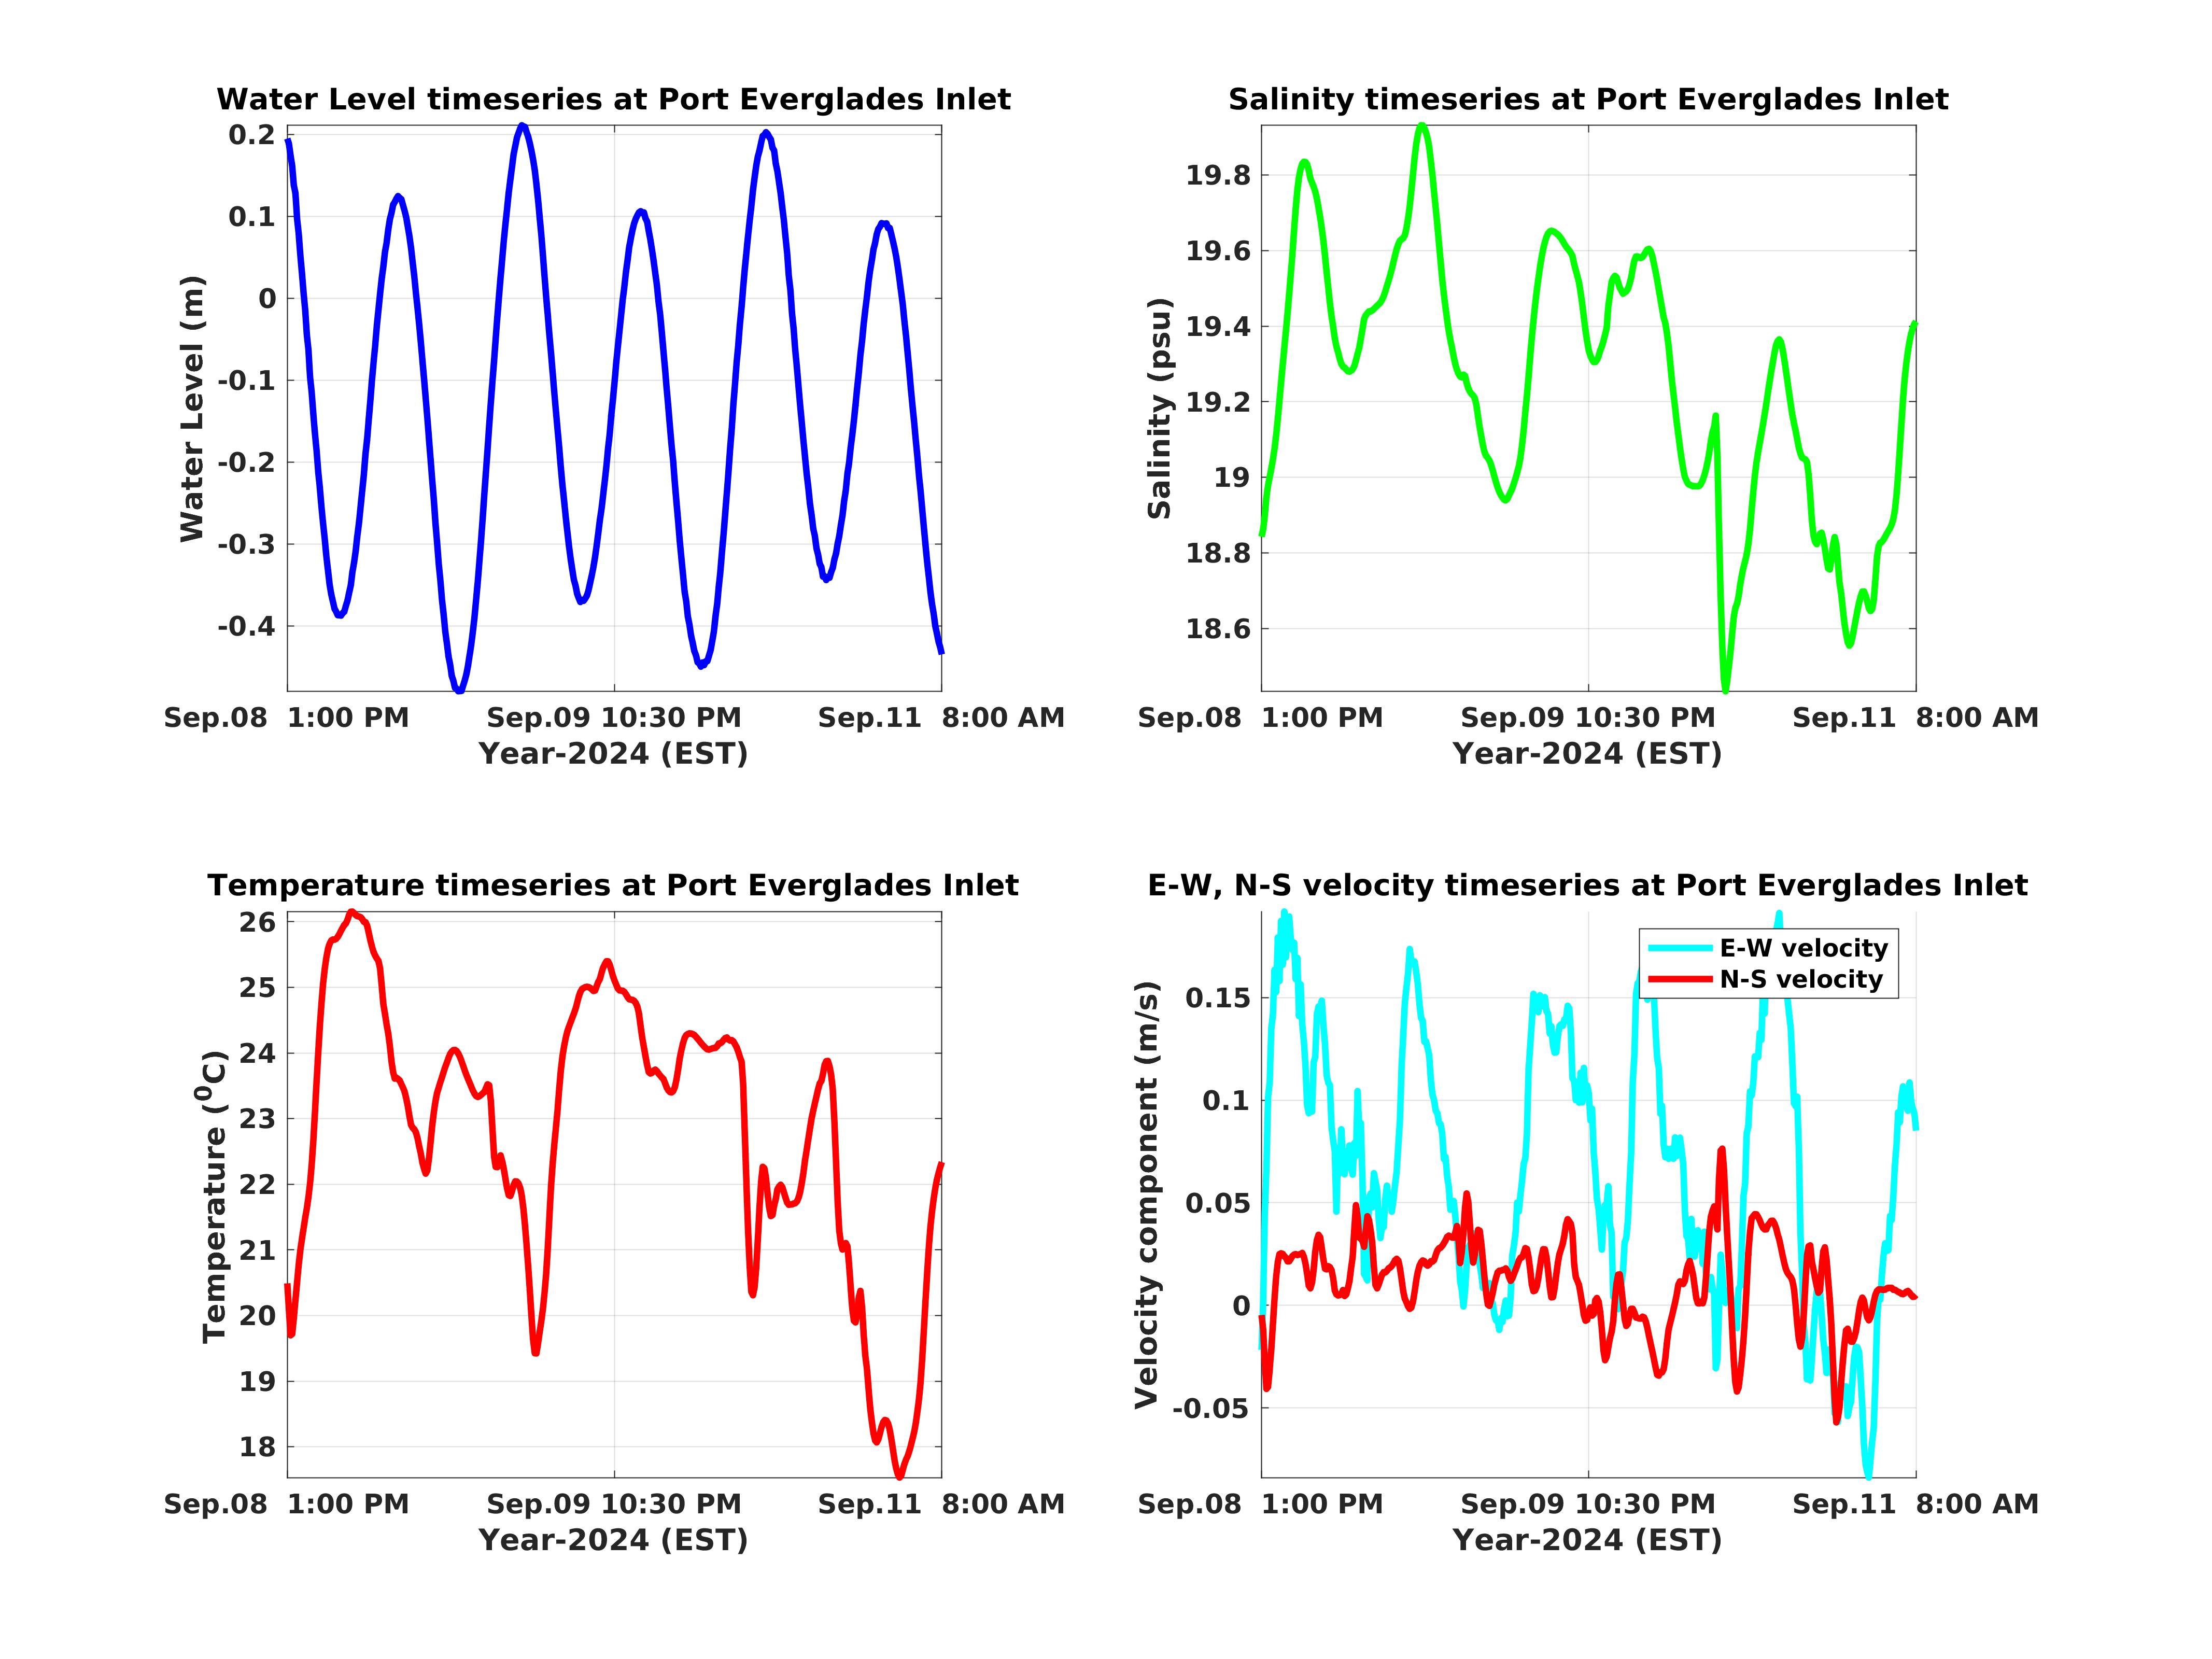 Water Level timeseries at Port Everglades Inlet
0.2
0.1
0
-0.1
-0.2
-0.3
-0.4
Water Level (m)
Sep.08 1:00 PM Sep.09 10:30 PM Sep.11 8:00 AM
Year-2024 (EST)
Salinity timeseries at Port Everglades Inlet
19.8
19.6
19.4
19.2
19
18.8
18.6
Salinity (psu)
Sep.08 1:00 PM Sep.09 10:30 PM Sep.11 8:00 AM
Year-2024 (EST)
Temperature timeseries at Port Everglades Inlet
26
25
24
23
22
21
20
19
18
Temperature (⁰C)
Sep.08 1:00 PM Sep.09 10:30 PM Sep.11 8:00 AM
Year-2024 (EST)
E-W, N-S velocity timeseries at Port Everglades Inlet
E-W velocity
N-S velocity
0.15
0.1
0.05
0
-0.05
Velocity component (m/s)
Sep.08 1:00 PM Sep.09 10:30 PM Sep.11 8:00 AM
Year-2024 (EST)